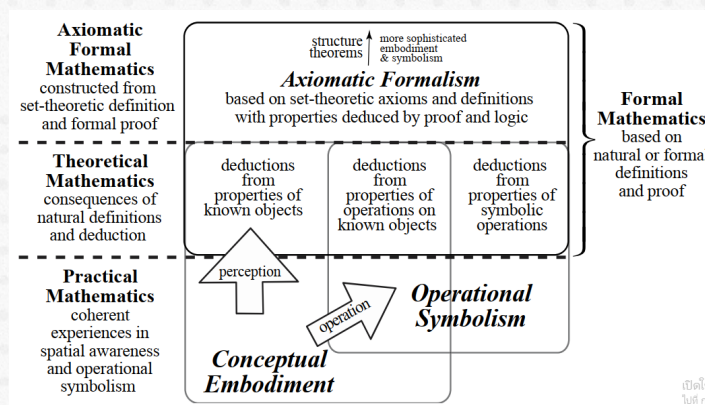 Axiomatic
Formal
Mathematics
constructed from
set-theoretic definition
and formal proof
structure
theorems
more sophisticated
embodiment
& symbolism
Axiomatic Formalism
based on set-theoretic axioms and definitions
with properties deduced by proof and logic
Formal
Mathematics
based on
natural or formal
definitions
and proof
Theoretical
Mathematics
consequences of
natural definitions
and deduction
deductions
from
properties of
known objects
deductions
from
properties of
operations on
known objects
deductions
from
properties of
symbolic
operations
Practical
Mathematics
coherent
experiences in
spatial awareness
and operational
symbolism
perception
operation
Operational
Symbolism
Conceptual
Embodiment